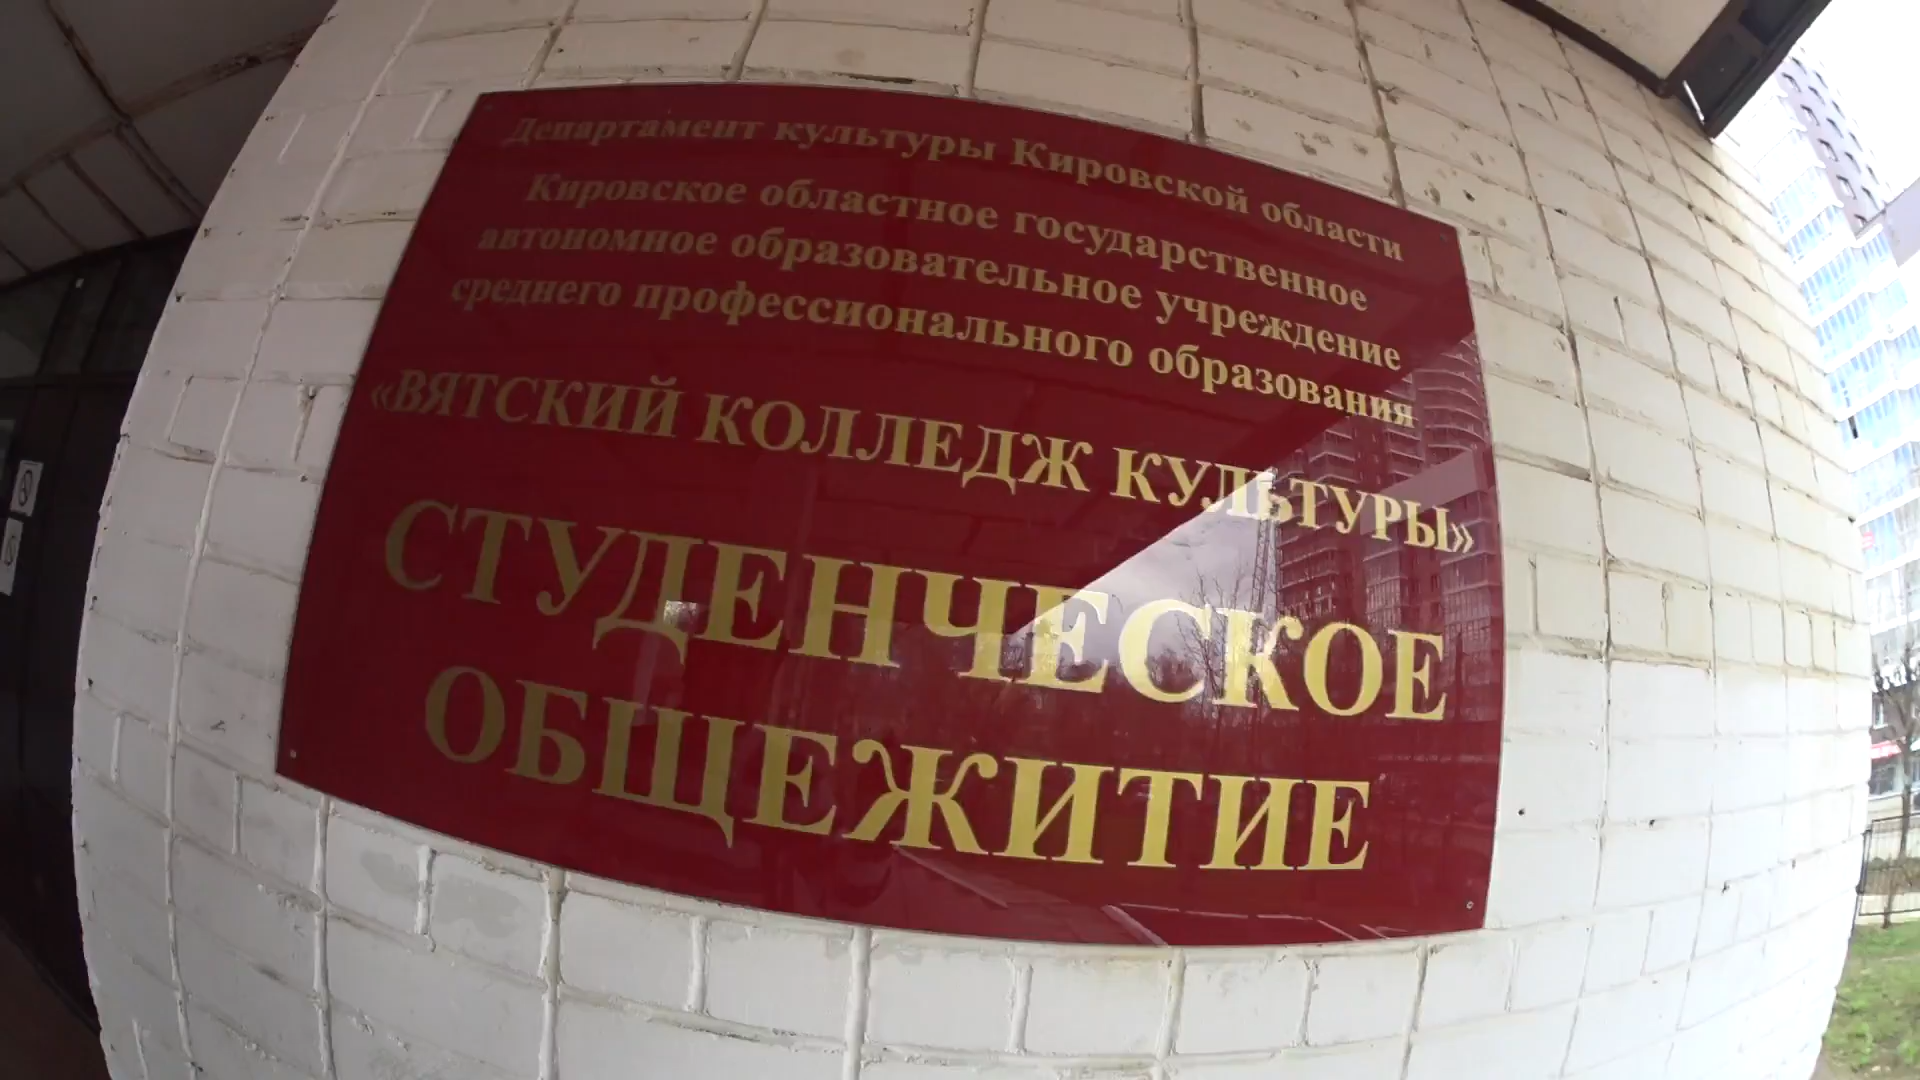 Департамент культуры Кировской области
Кировское областное государственное
автономное образовательное учреждение
среднего профессионального образования
«ВЯТСКИЙ КОЛЛЕДЖ КУЛЬТУРЫ»
СТУДЕНЧЕСКОЕ
ОБЩЕЖИТИЕ